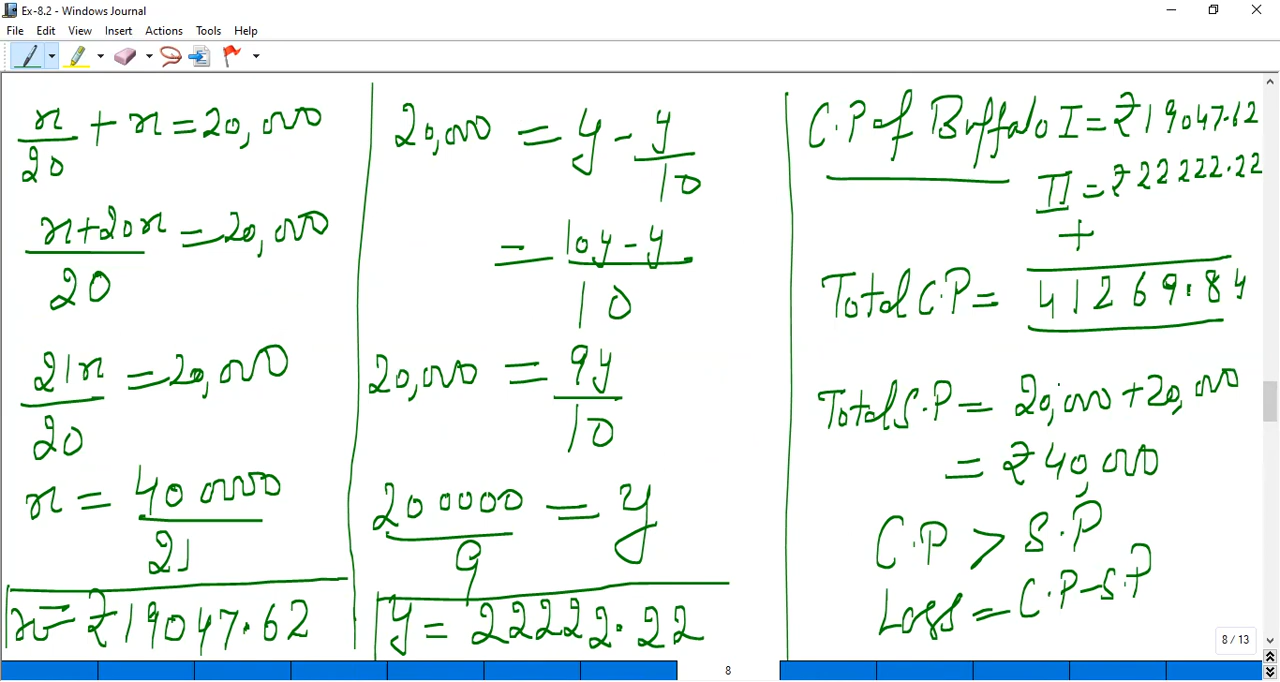 Ex-8.2 - Windows Journal
File Edit View Insert Actions Tools Help
x/20 + x = 20,000
x+20x/20 = 20,000
21x/20 = 20,000
x = 400000/21
x = ₹19047.62
20,000 = y - y/10
= 10y - y/10
20,000 = 9y/10
200000/9 = y
y = 22222.22
C.P of Buffalo I = ₹19047.62
II = ₹22222.22
+
Total C.P = 41269.84
Total S.P = 20,000 + 20,000
= ₹40,000
C.P > S.P
Loss = C.P - S.P
8 / 13
8